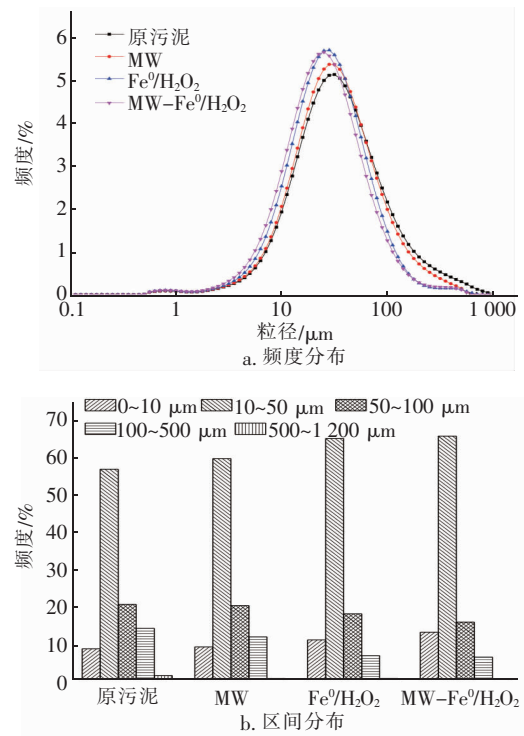 频度/%
6
5
4
3
2
1
0
原污泥
MW
Fe⁰/H₂O₂
MW-Fe⁰/H₂O₂
0.1 1 10 100 1 000
粒径/μm
a. 频度分布
0~10 μm 10~50 μm 50~100 μm
100~500 μm 500~1 200 μm
频度/%
70
60
50
40
30
20
10
0
原污泥 MW Fe⁰/H₂O₂ MW-Fe⁰/H₂O₂
b. 区间分布